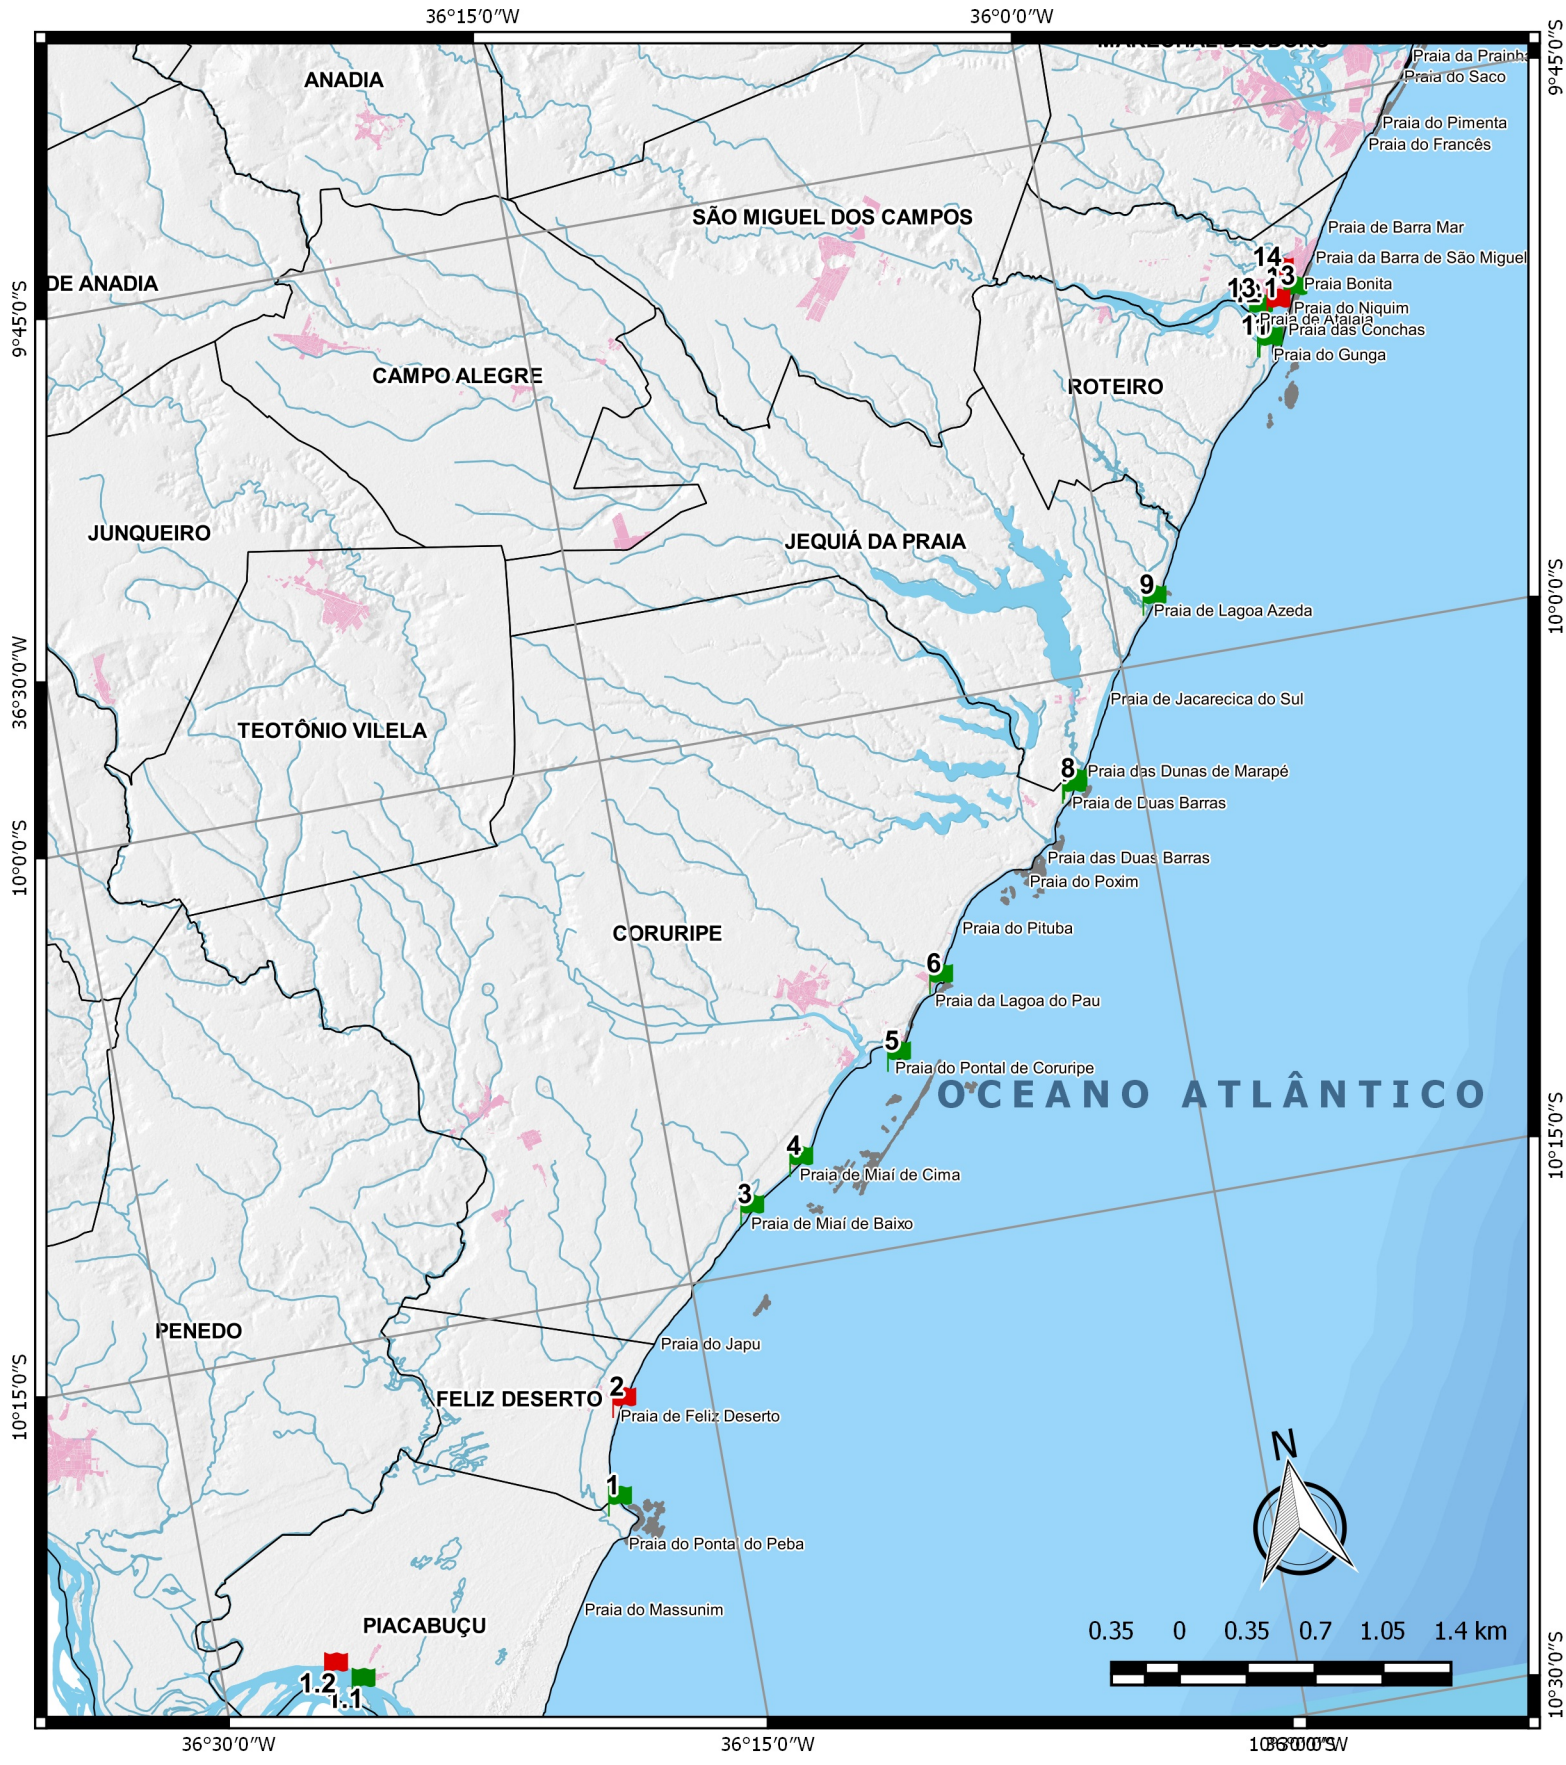 36°15'0"W
36°0'0"W
ANADIA
MARECHAL DEODORO
Praia da Prainha
9°45'0"S
Praia do Saco
Praia do Pimenta
Praia do Francês
SÃO MIGUEL DOS CAMPOS
Praia de Barra Mar
14
Praia da Barra de São Miguel
DE ANADIA
13
Praia Bonita
9°45'0"S
Praia do Niquim
Praia de Atalaia
Praia das Conchas
Praia do Gunga
CAMPO ALEGRE
ROTEIRO
JUNQUEIRO
JEQUIÁ DA PRAIA
9
Praia de Lagoa Azeda
10°0'0"S
36°30'0"W
Praia de Jacarecica do Sul
TEOTÔNIO VILELA
8
Praia das Dunas de Marapé
Praia de Duas Barras
10°0'0"S
Praia das Duas Barras
Praia do Poxim
CORURIPE
Praia do Pituba
6
Praia da Lagoa do Pau
5
Praia do Pontal de Coruripe
OCEANO ATLÂNTICO
10°15'0"S
4
Praia de Miaí de Cima
3
Praia de Miaí de Baixo
PENEDO
Praia do Japu
10°15'0"S
FELIZ DESERTO
2
Praia de Feliz Deserto
N
1
Praia do Pontal do Peba
Praia do Massunim
PIACABUÇU
0.35 0 0.35 0.7 1.05 1.4 km
10°30'0"S
1.2
1.1
36°30'0"W
36°15'0"W